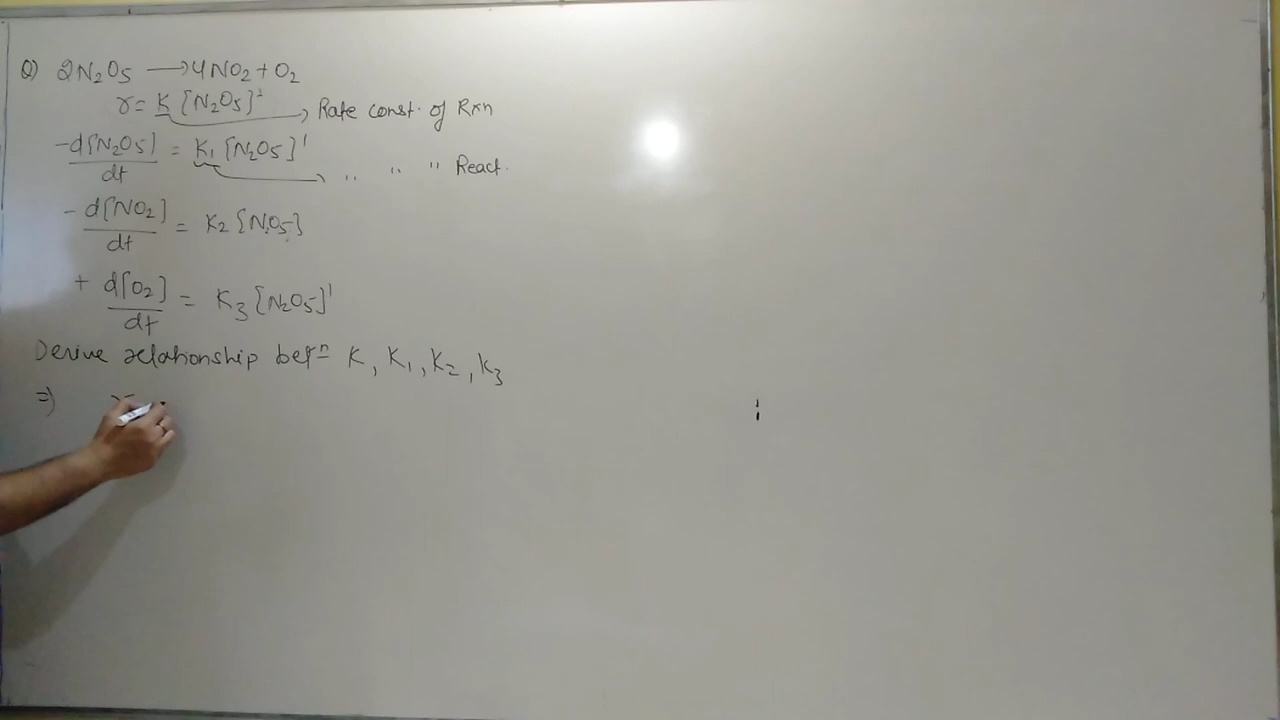 Q) 2N2O5 → 4NO2 + O2
r = K [N2O5]¹ → Rate const. of Rxn
-d[N2O5]/dt = K1 [N2O5]¹ → " " " React.
- d[NO2]/dt = K2 [N2O5]
+ d[O2]/dt = K3 [N2O5]¹
Derive relationship betⁿ K, K1, K2, K3
⇒ r